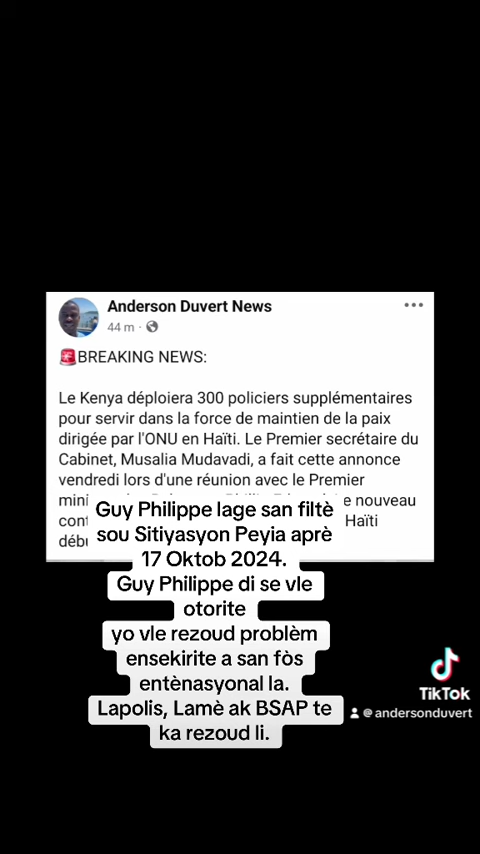 Anderson Duvert News
44 m
BREAKING NEWS:
Le Kenya déploiera 300 policiers supplémentaires
pour servir dans la force de maintien de la paix
dirigée par l'ONU en Haïti. Le Premier secrétaire du
Cabinet, Musalia Mudavadi, a fait cette annonce
vendredi lors d'une réunion avec le Premier
nouveau
Haïti
Guy Philippe lage san filtè
sou Sitiyasyon Peyia aprè
17 Oktob 2024.
Guy Philippe di se vle
otorite
yo vle rezoud problèm
ensekirite a san fòs
entènasyonal la.
Lapolis, Lamè ak BSAP te
ka rezoud li.
TikTok
@andersonduvert